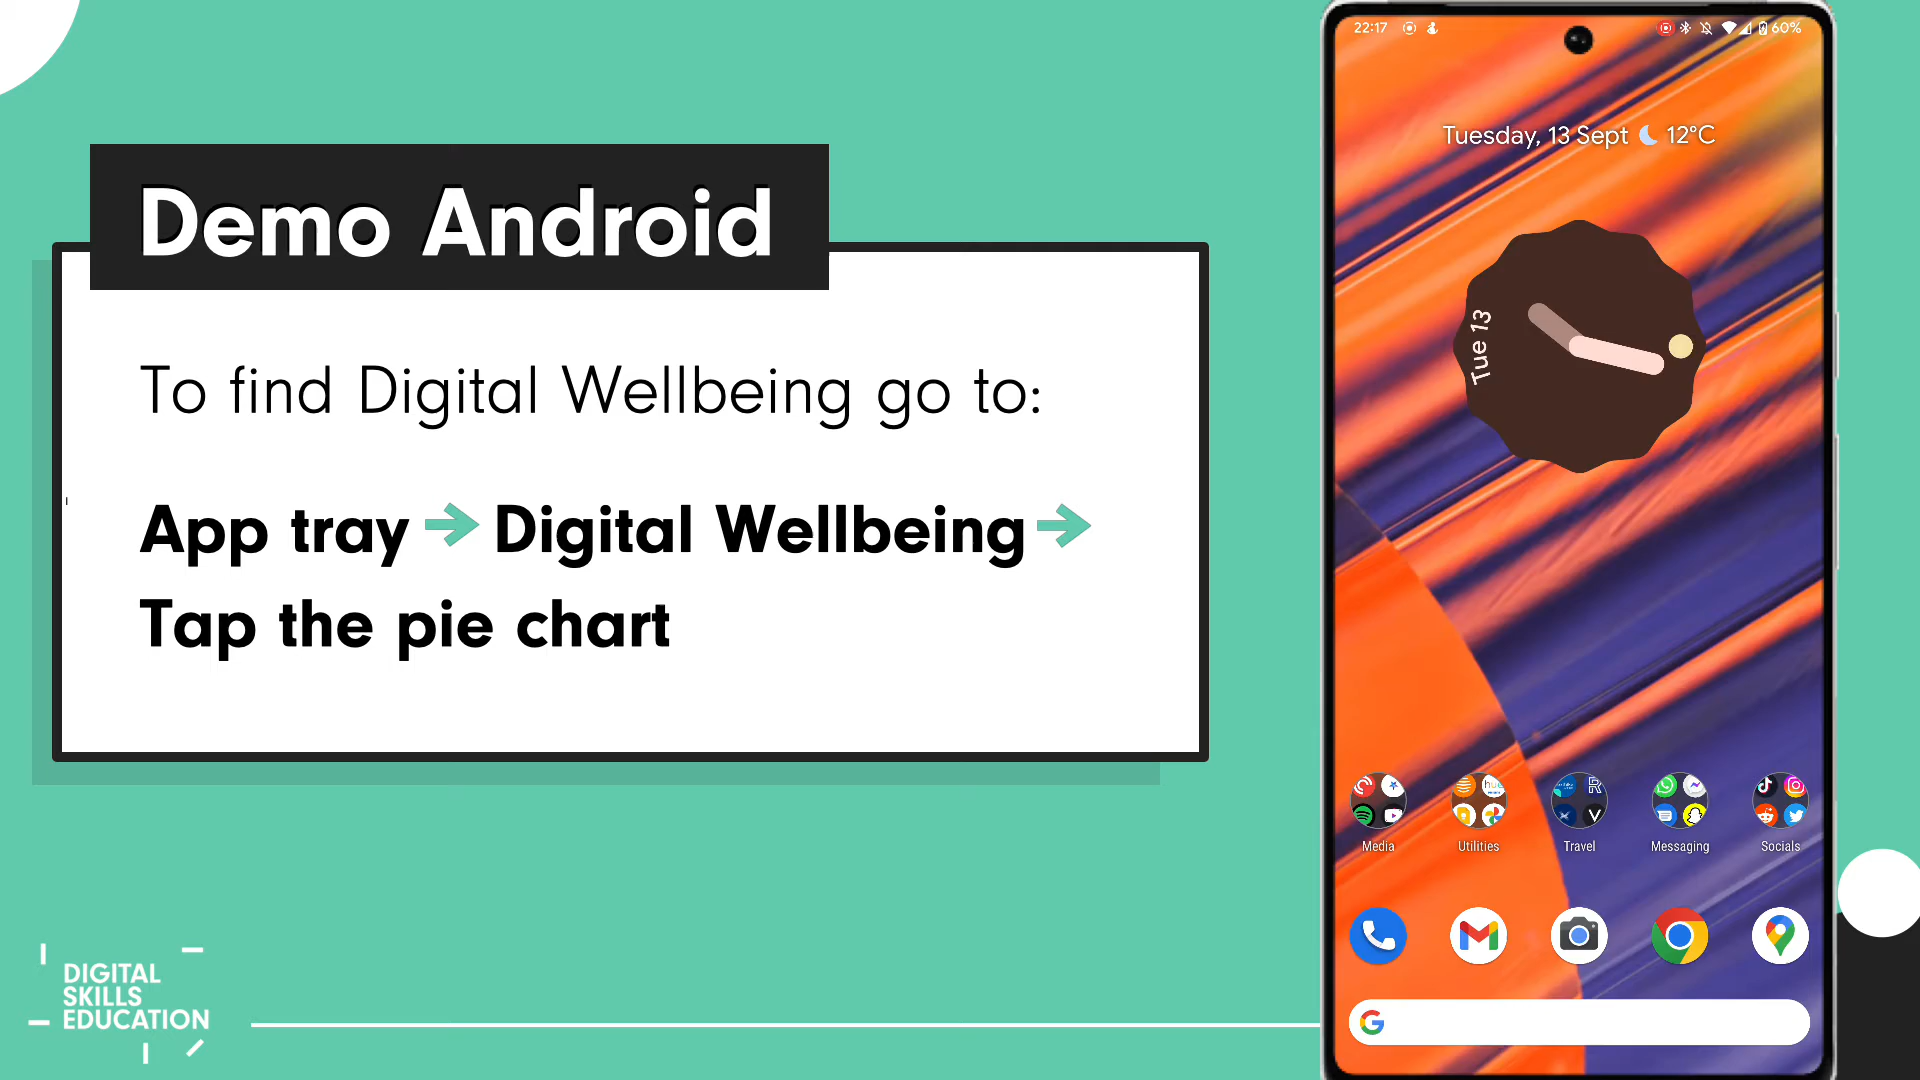 Demo Android
To find Digital Wellbeing go to:
App tray → Digital Wellbeing →
Tap the pie chart
DIGITAL
SKILLS
EDUCATION
22:17
60%
Tuesday, 13 Sept 12°C
Tue 13
hue
Media
Utilities
Travel
Messaging
Socials